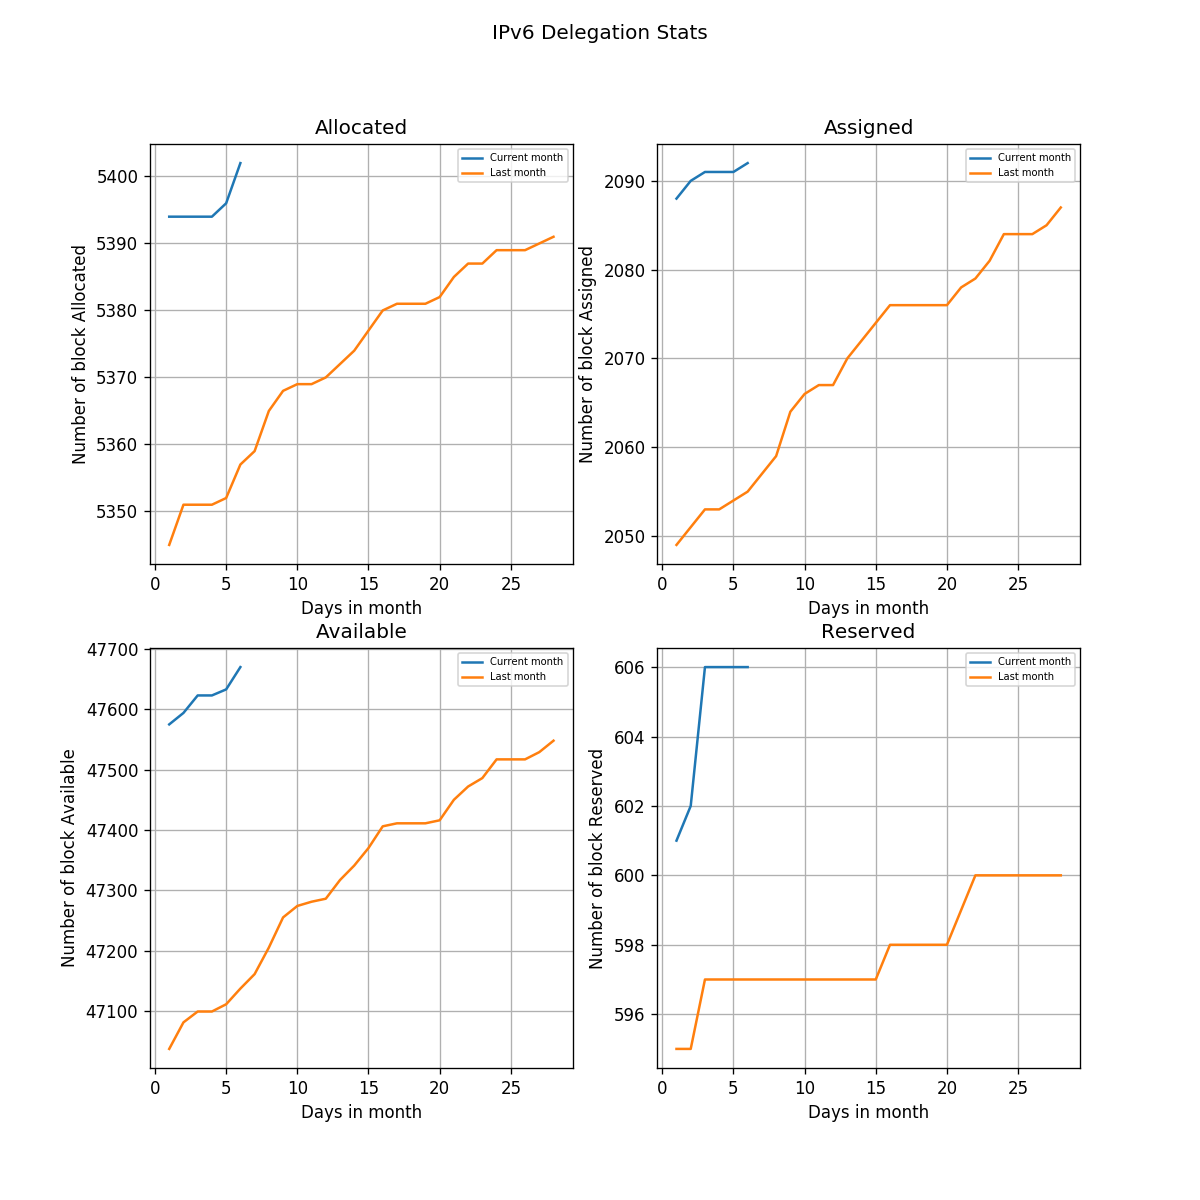 IPv6 Delegation Stats
Allocated
Number of block Allocated
5400
5390
5380
5370
5360
5350
0 5 10 15 20 25
Days in month
Current month
Last month
Assigned
Number of block Assigned
2090
2080
2070
2060
2050
0 5 10 15 20 25
Days in month
Current month
Last month
Available
Number of block Available
47700
47600
47500
47400
47300
47200
47100
0 5 10 15 20 25
Days in month
Current month
Last month
Reserved
Number of block Reserved
606
604
602
600
598
596
0 5 10 15 20 25
Days in month
Current month
Last month